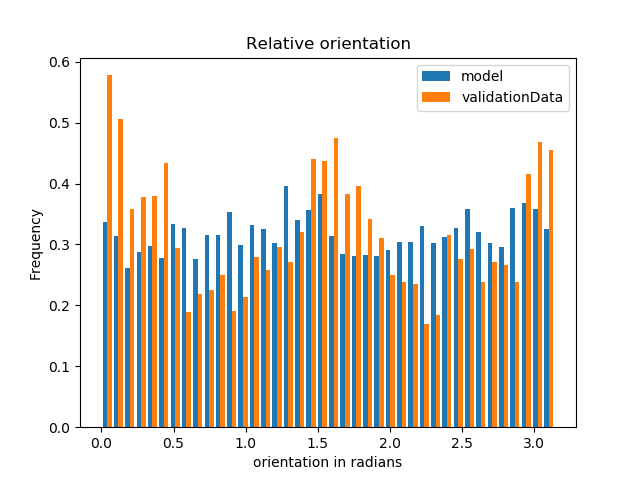 Relative orientation
model
validationData
Frequency
0.6
0.5
0.4
0.3
0.2
0.1
0.0
0.0 0.5 1.0 1.5 2.0 2.5 3.0
orientation in radians